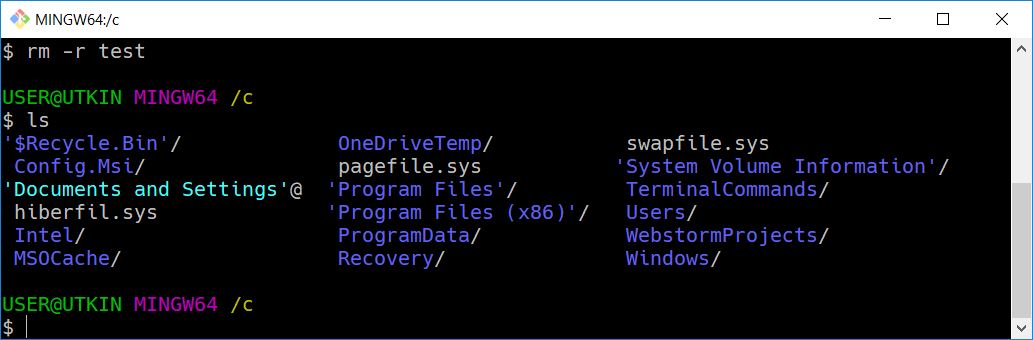 MINGW64:/c
$ rm -r test
USER@UTKIN MINGW64 /c
$ ls
'$Recycle.Bin'/ OneDriveTemp/ swapfile.sys
Config.Msi/ pagefile.sys 'System Volume Information'/
'Documents and Settings'@ 'Program Files'/ TerminalCommands/
hiberfil.sys 'Program Files (x86)'/ Users/
Intel/ ProgramData/ WebstormProjects/
MSOCache/ Recovery/ Windows/
USER@UTKIN MINGW64 /c
$